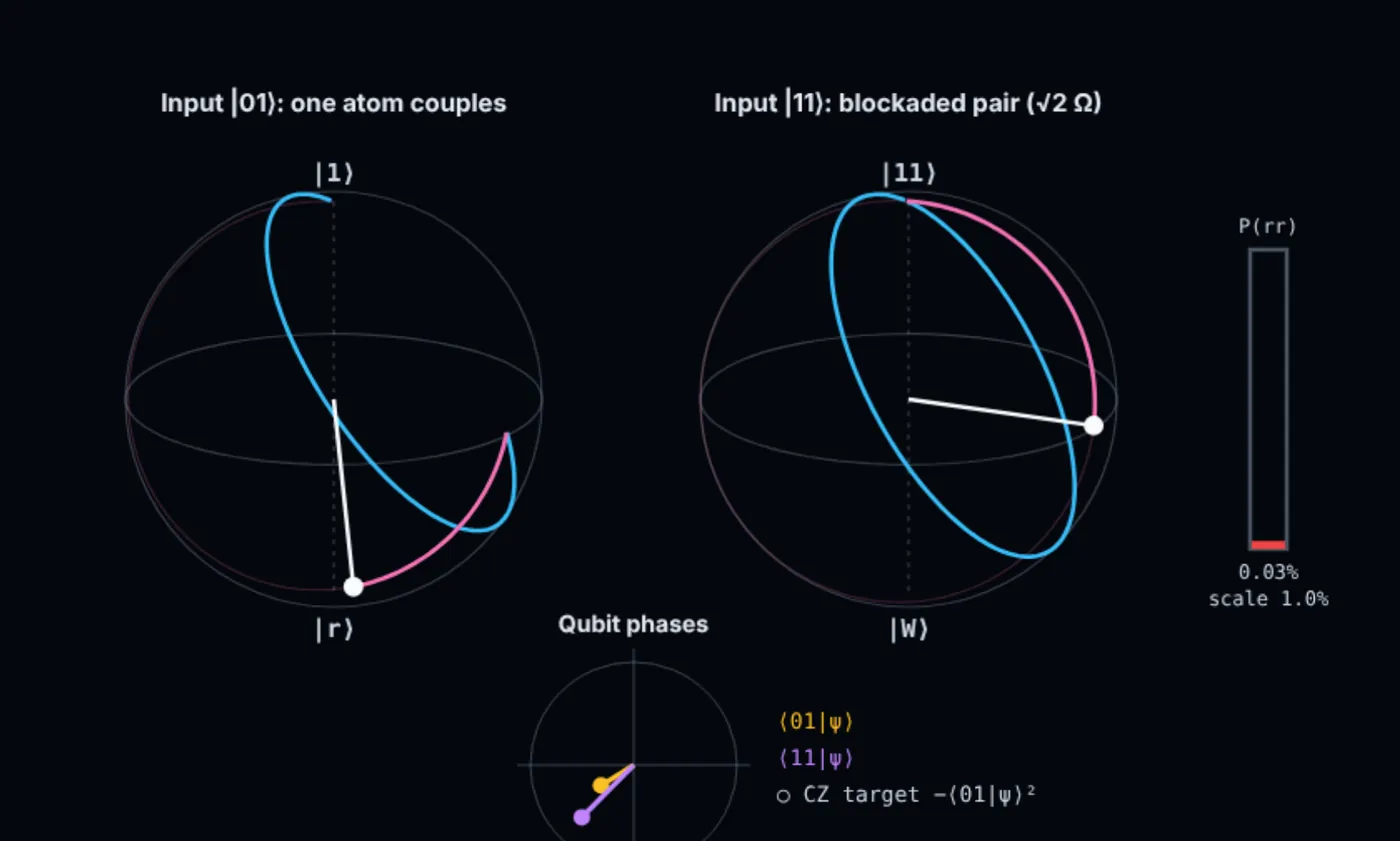 Input |01⟩: one atom couples
Input |11⟩: blockaded pair (√2 Ω)
|1⟩
|11⟩
P(rr)
0.03%
scale 1.0%
|r⟩
|W⟩
Qubit phases
⟨01|ψ⟩
⟨11|ψ⟩
○ CZ target −⟨01|ψ⟩²